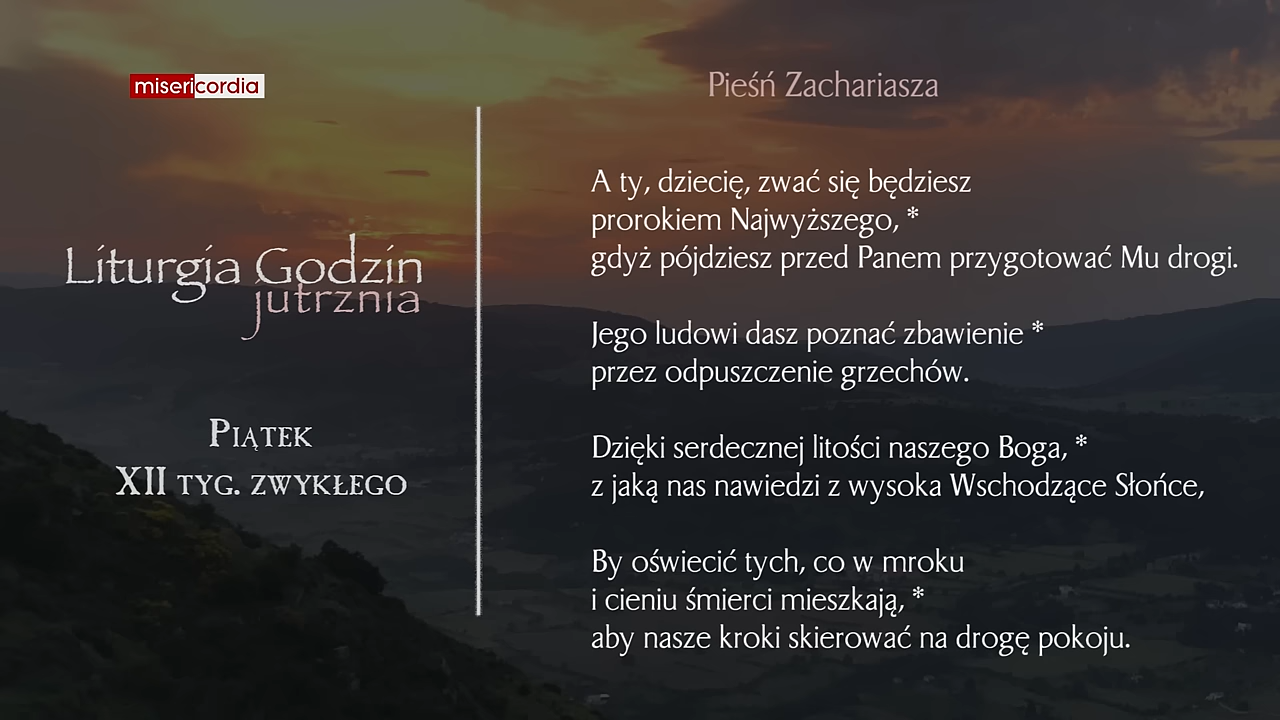 misericordia
Liturgia Godzin
jutrznia
Piątek
XII tyg. zwykłego
Pieśń Zachariasza
A ty, dziecię, zwać się będziesz
prorokiem Najwyższego, *
gdyż pójdziesz przed Panem przygotować Mu drogi.
Jego ludowi dasz poznać zbawienie *
przez odpuszczenie grzechów.
Dzięki serdecznej litości naszego Boga, *
z jaką nas nawiedzi z wysoka Wschodzące Słońce,
By oświecić tych, co w mroku
i cieniu śmierci mieszkają, *
aby nasze kroki skierować na drogę pokoju.